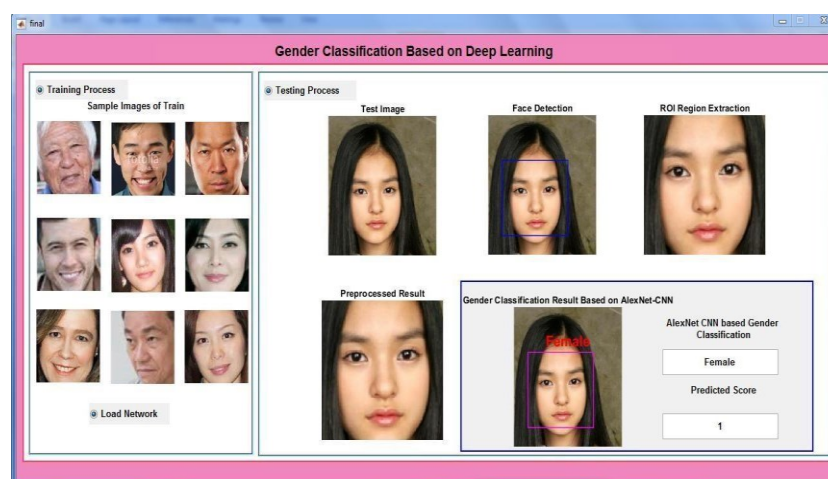 final
Gender Classification Based on Deep Learning
Training Process
Sample Images of Train
Load Network
Testing Process
Test Image
Face Detection
ROI Region Extraction
Preprocessed Result
Gender Classification Result Based on AlexNet-CNN
Female
AlexNet CNN based Gender
Classification
Female
Predicted Score
1